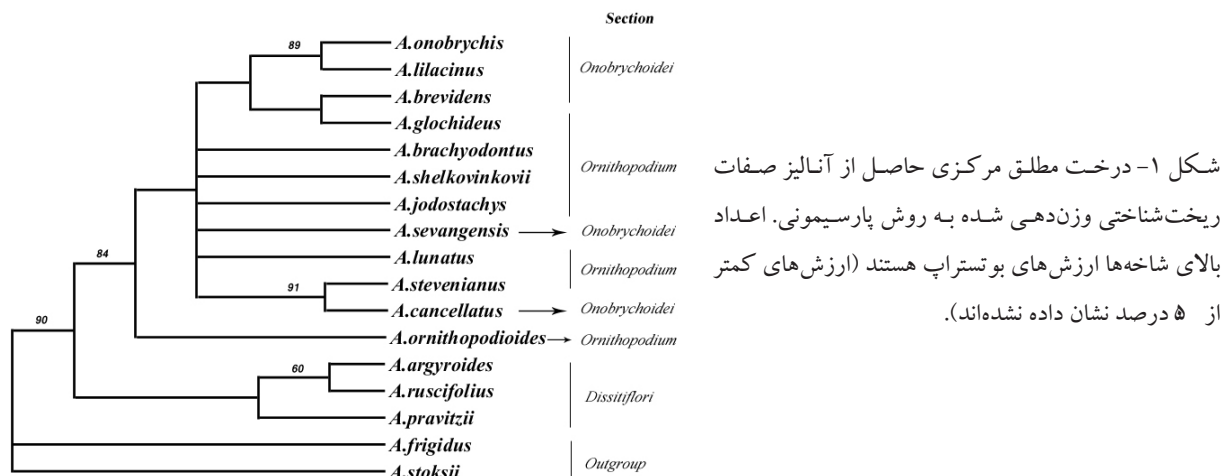 Section
89
A.onobrychis
A.lilacinus
Onobrychoidei
A.brevidens
A.glochideus
A.brachyodontus
A.shelkovinkovii
Ornithopodium
A.jodostachys
A.sevangensis
Onobrychoidei
84
A.lunatus
Ornithopodium
A.stevenianus
91
A.cancellatus
Onobrychoidei
90
A.ornithopodioides
Ornithopodium
A.argyroides
60
A.ruscifolius
Dissitiflori
A.pravitzii
A.frigidus
Outgroup
A.stoksii
شکل ۱- درخت مطلق مرکزی حاصل از آنالیز صفات
ریخت‌شناختی وزن‌دهی شده به روش پارسیمونی. اعداد
بالای شاخه‌ها ارزش‌های بوتستراپ هستند (ارزش‌های کمتر
از ۵ درصد نشان داده نشده‌اند).